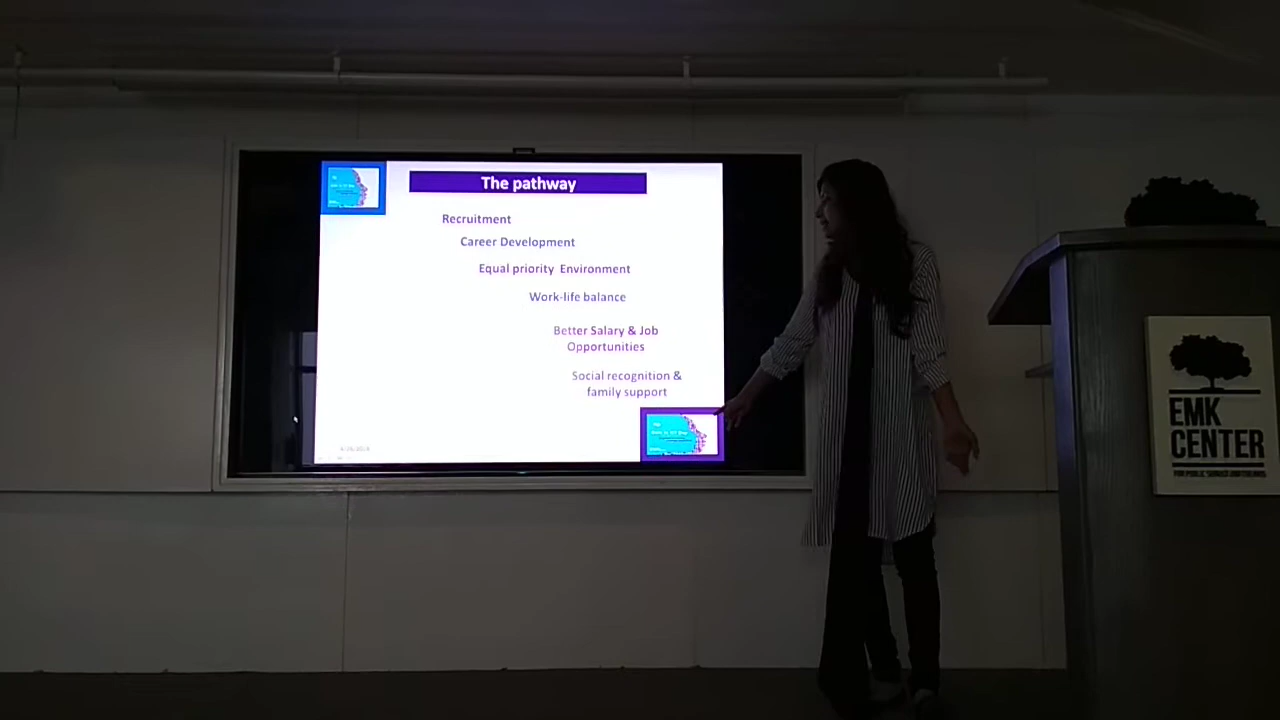 The pathway
Recruitment
Career Development
Equal priority Environment
Work-life balance
Better Salary & Job
Opportunities
Social recognition &
family support
EMK
CENTER